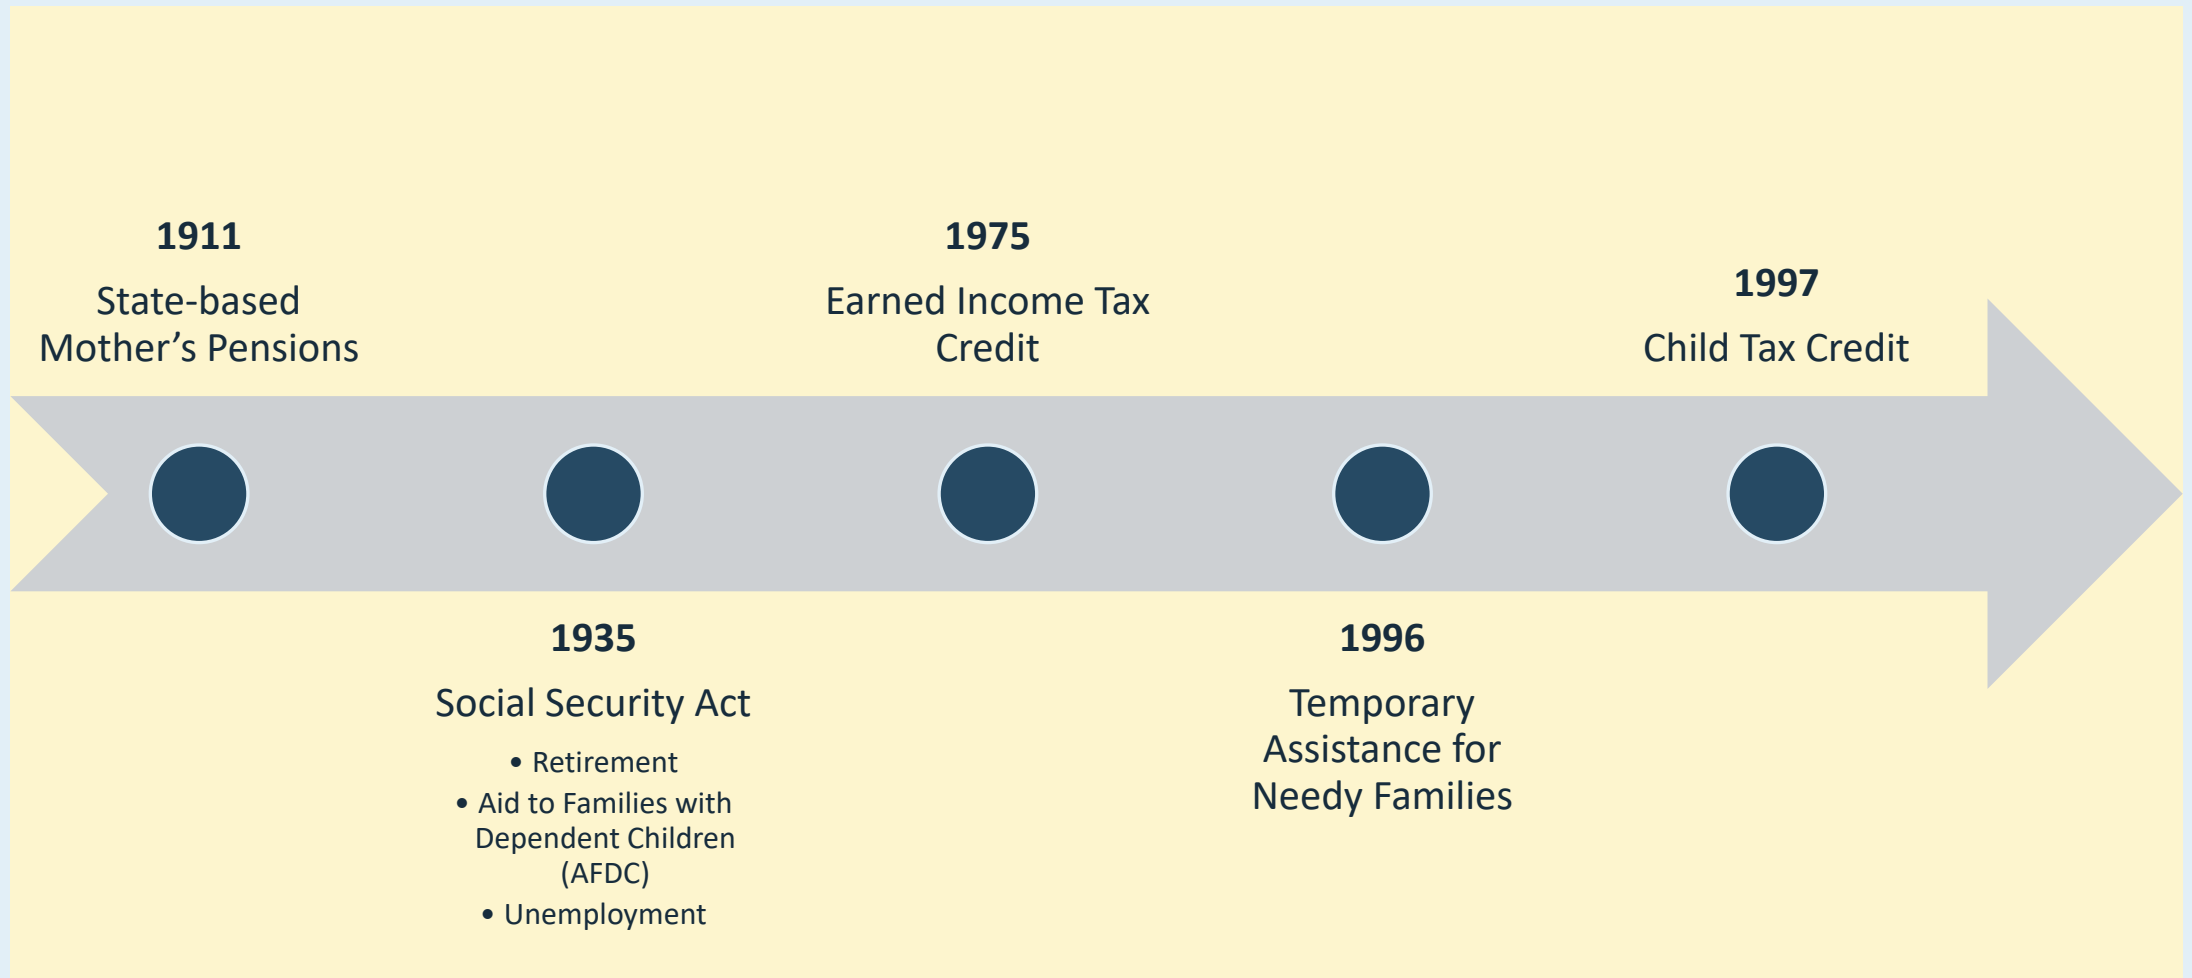 1911
State-based
Mother’s Pensions
1935
Social Security Act
• Retirement
• Aid to Families with
Dependent Children
(AFDC)
• Unemployment
1975
Earned Income Tax
Credit
1996
Temporary
Assistance for
Needy Families
1997
Child Tax Credit